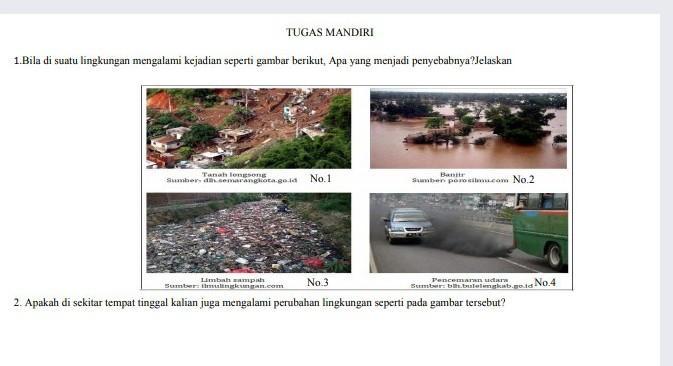 TUGAS MANDIRI
1.Bila di suatu lingkungan mengalami kejadian seperti gambar berikut, Apa yang menjadi penyebabnya?Jelaskan
Tanah longsong
Sumber: dlh.semarangkota.go.id No.1
Banjir
Sumber: porosilmu.com No.2
Limbah sampah
Sumber: ilmulingkungan.com No.3
Pencemaran udara
Sumber: blh.bulelengkab.go.id No.4
2. Apakah di sekitar tempat tinggal kalian juga mengalami perubahan lingkungan seperti pada gambar tersebut?